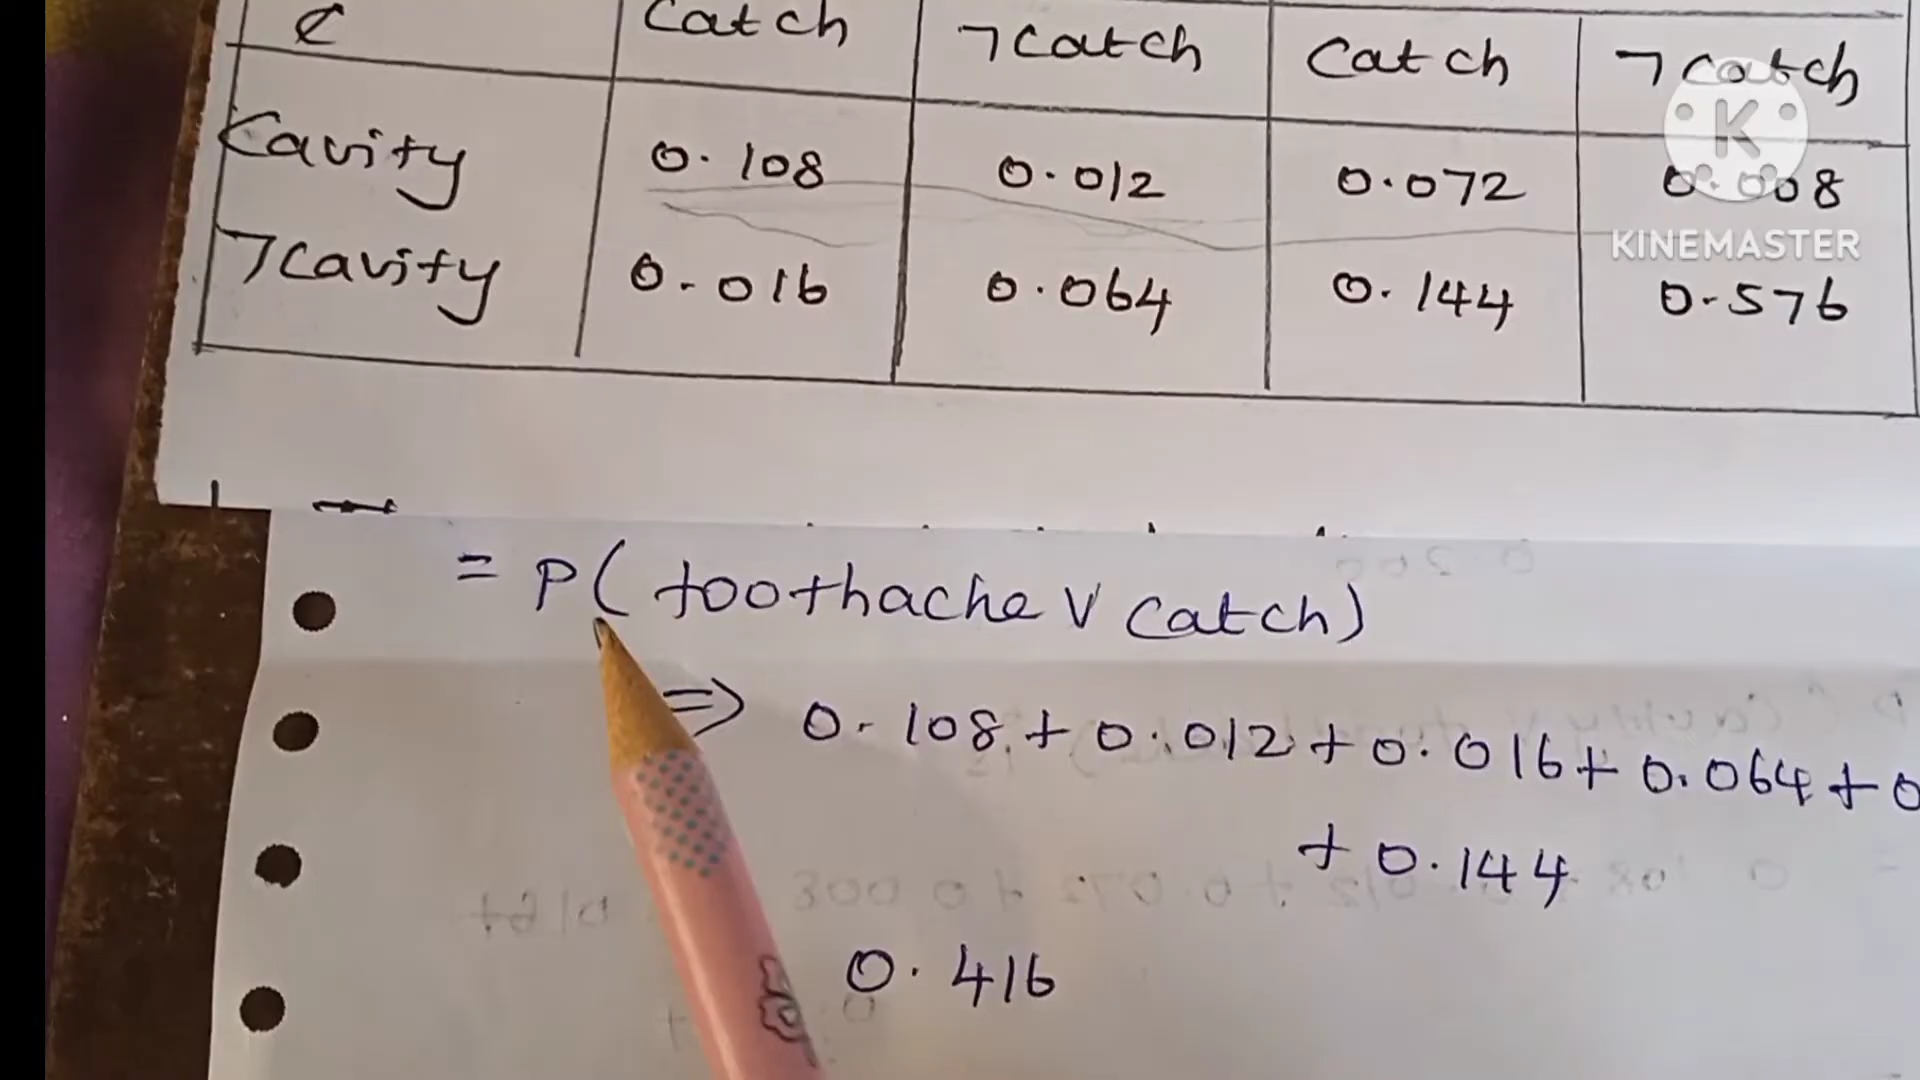 Catch ¬Catch Catch ¬Catch
Cavity 0.108 0.012 0.072 0.008
¬Cavity 0.016 0.064 0.144 0.576
KINEMASTER
= P(toothache ∨ Catch)
⇒ 0.108 + 0.012 + 0.016 + 0.064 + 0
+ 0.144
0.416